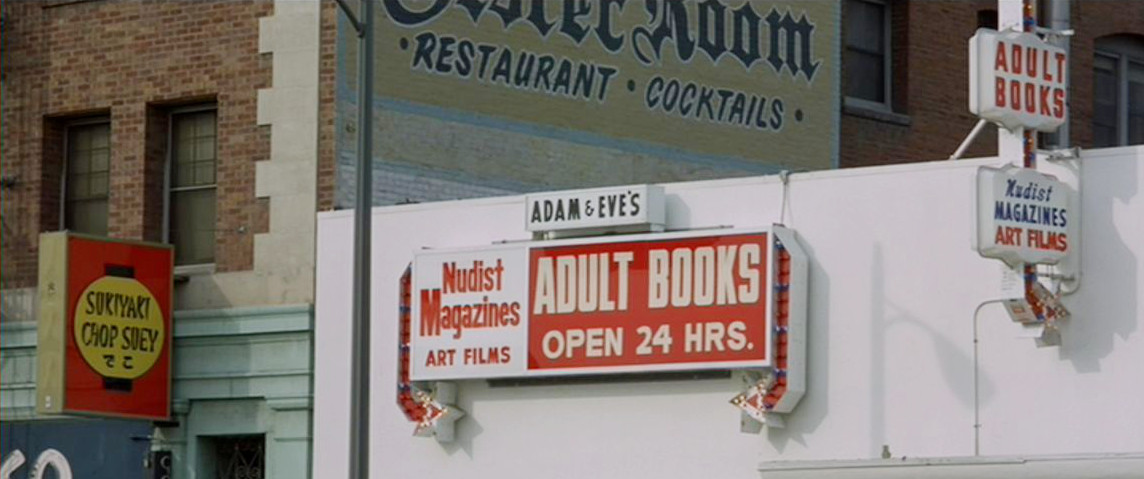 Room
• RESTAURANT • COCKTAILS •
ADULT
BOOKS
Nudist
MAGAZINES
ART FILMS
ADAM & EVE'S
Nudist
Magazines
ART FILMS
ADULT BOOKS
OPEN 24 HRS.
SUKIYAKI
CHOP SUEY